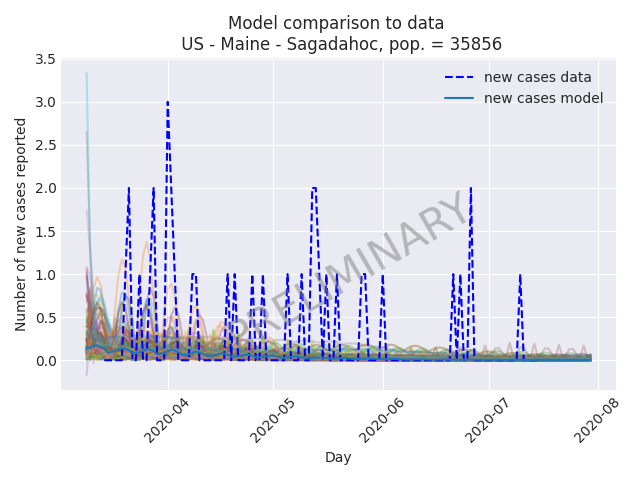 Model comparison to data
US - Maine - Sagadahoc, pop. = 35856
3.5
3.0
2.5
2.0
1.5
1.0
0.5
0.0
Number of new cases reported
new cases data
new cases model
PRELIMINARY
2020-04
2020-05
2020-06
2020-07
2020-08
Day